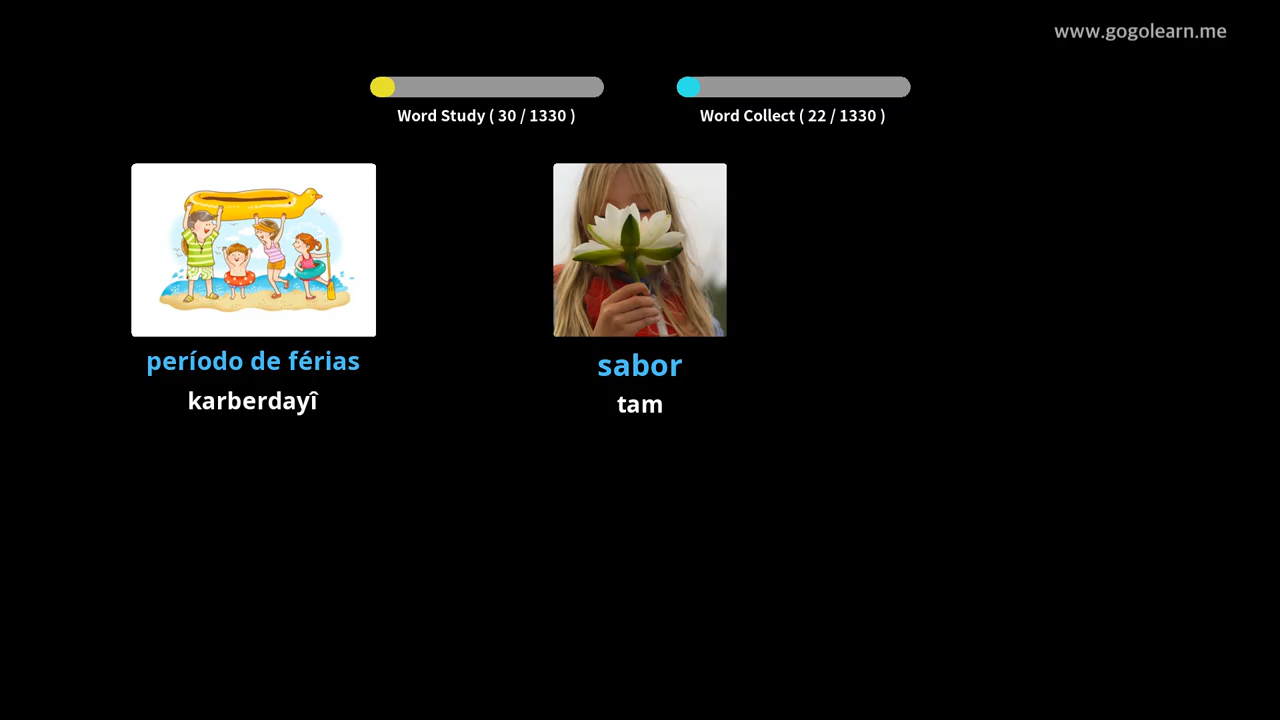 www.gogolearn.me
Word Study ( 30 / 1330 )
Word Collect ( 22 / 1330 )
período de férias
karberdayî
sabor
tam